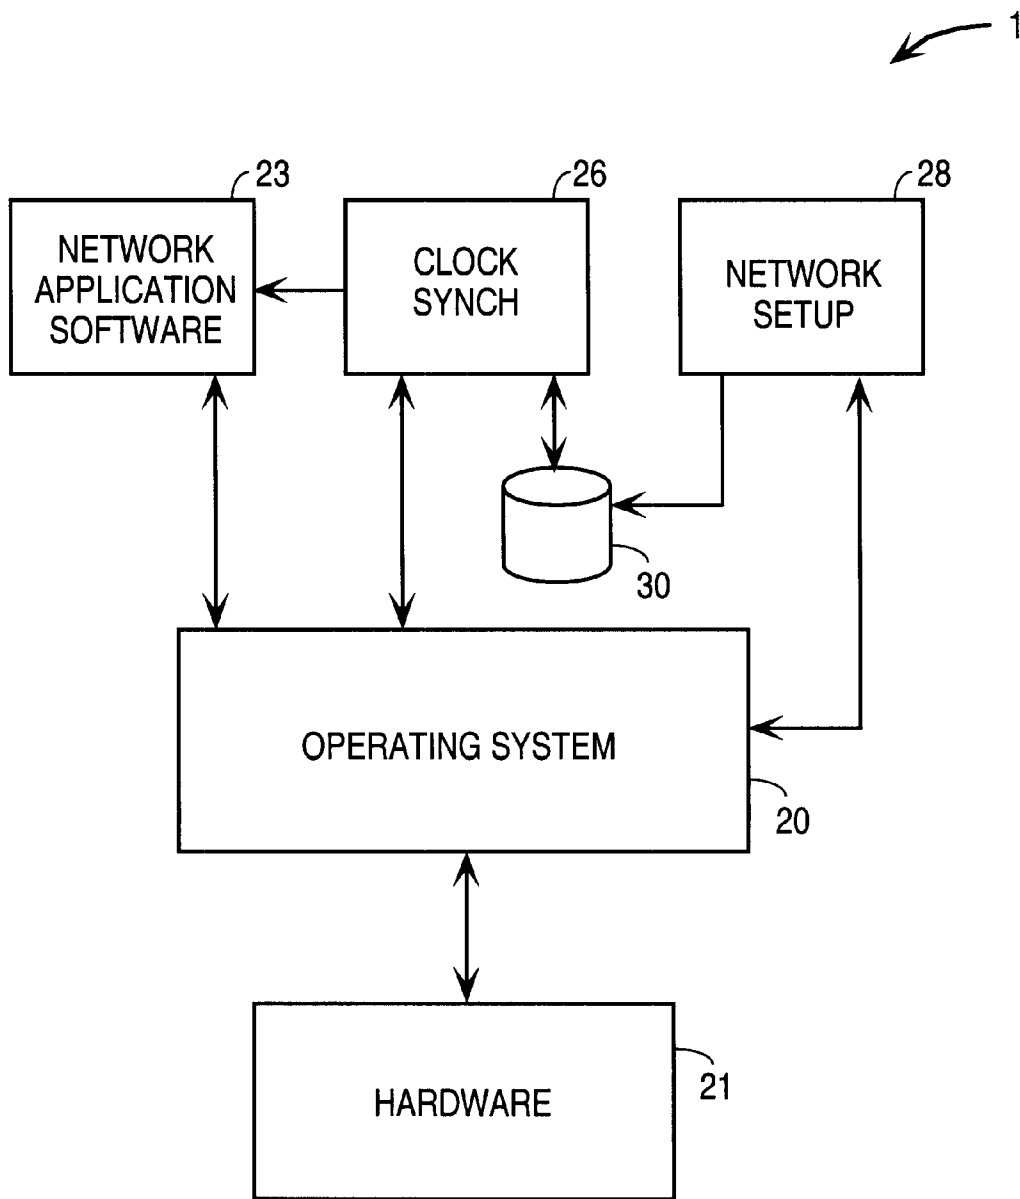 1
23
26
28
NETWORK
APPLICATION
SOFTWARE
CLOCK
SYNCH
NETWORK
SETUP
30
OPERATING SYSTEM
20
HARDWARE
21